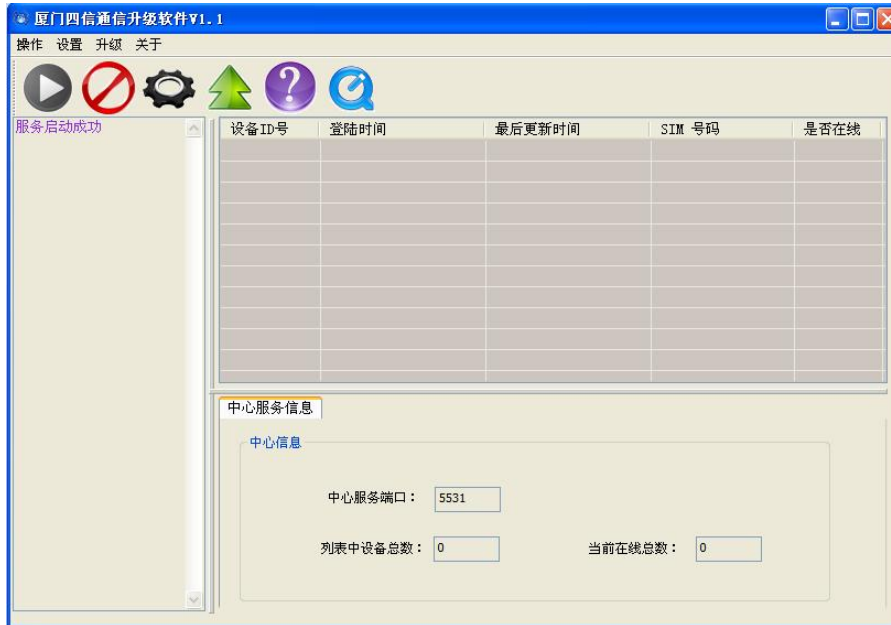 厦门四信通信升级软件V1.1
操作 设置 升级 关于
服务启动成功
设备ID号 登陆时间 最后更新时间 SIM 号码 是否在线
中心服务信息
中心信息
中心服务端口： 5531
列表中设备总数： 0 当前在线总数： 0